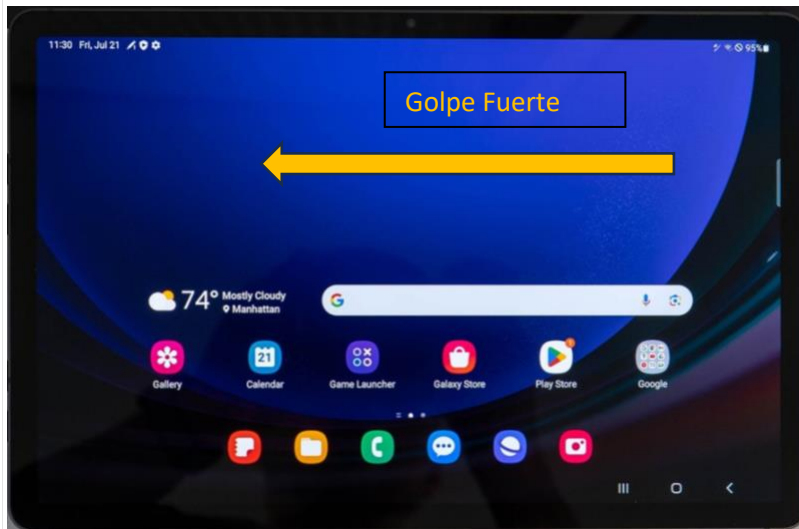 11:30 Fri, Jul 21
95%
Golpe Fuerte
74° Mostly Cloudy
Manhattan
G
21
1
Gallery Calendar Game Launcher Galaxy Store Play Store Google